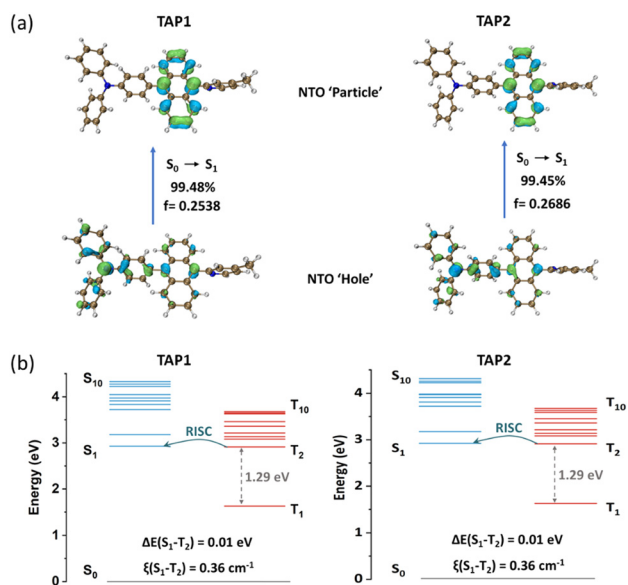 (a)
TAP1
TAP2
NTO 'Particle'
S0 → S1
99.48%
f= 0.2538
S0 → S1
99.45%
f= 0.2686
NTO 'Hole'
(b)
TAP1
TAP2
Energy (eV)
4
3
2
1
0
S10
S1
S0
RISC
T10
T2
T1
1.29 eV
ΔE(S1-T2) = 0.01 eV
ξ(S1-T2) = 0.36 cm-1
Energy (eV)
4
3
2
1
0
S10
S1
S0
RISC
T10
T2
T1
1.29 eV
ΔE(S1-T2) = 0.01 eV
ξ(S1-T2) = 0.36 cm-1